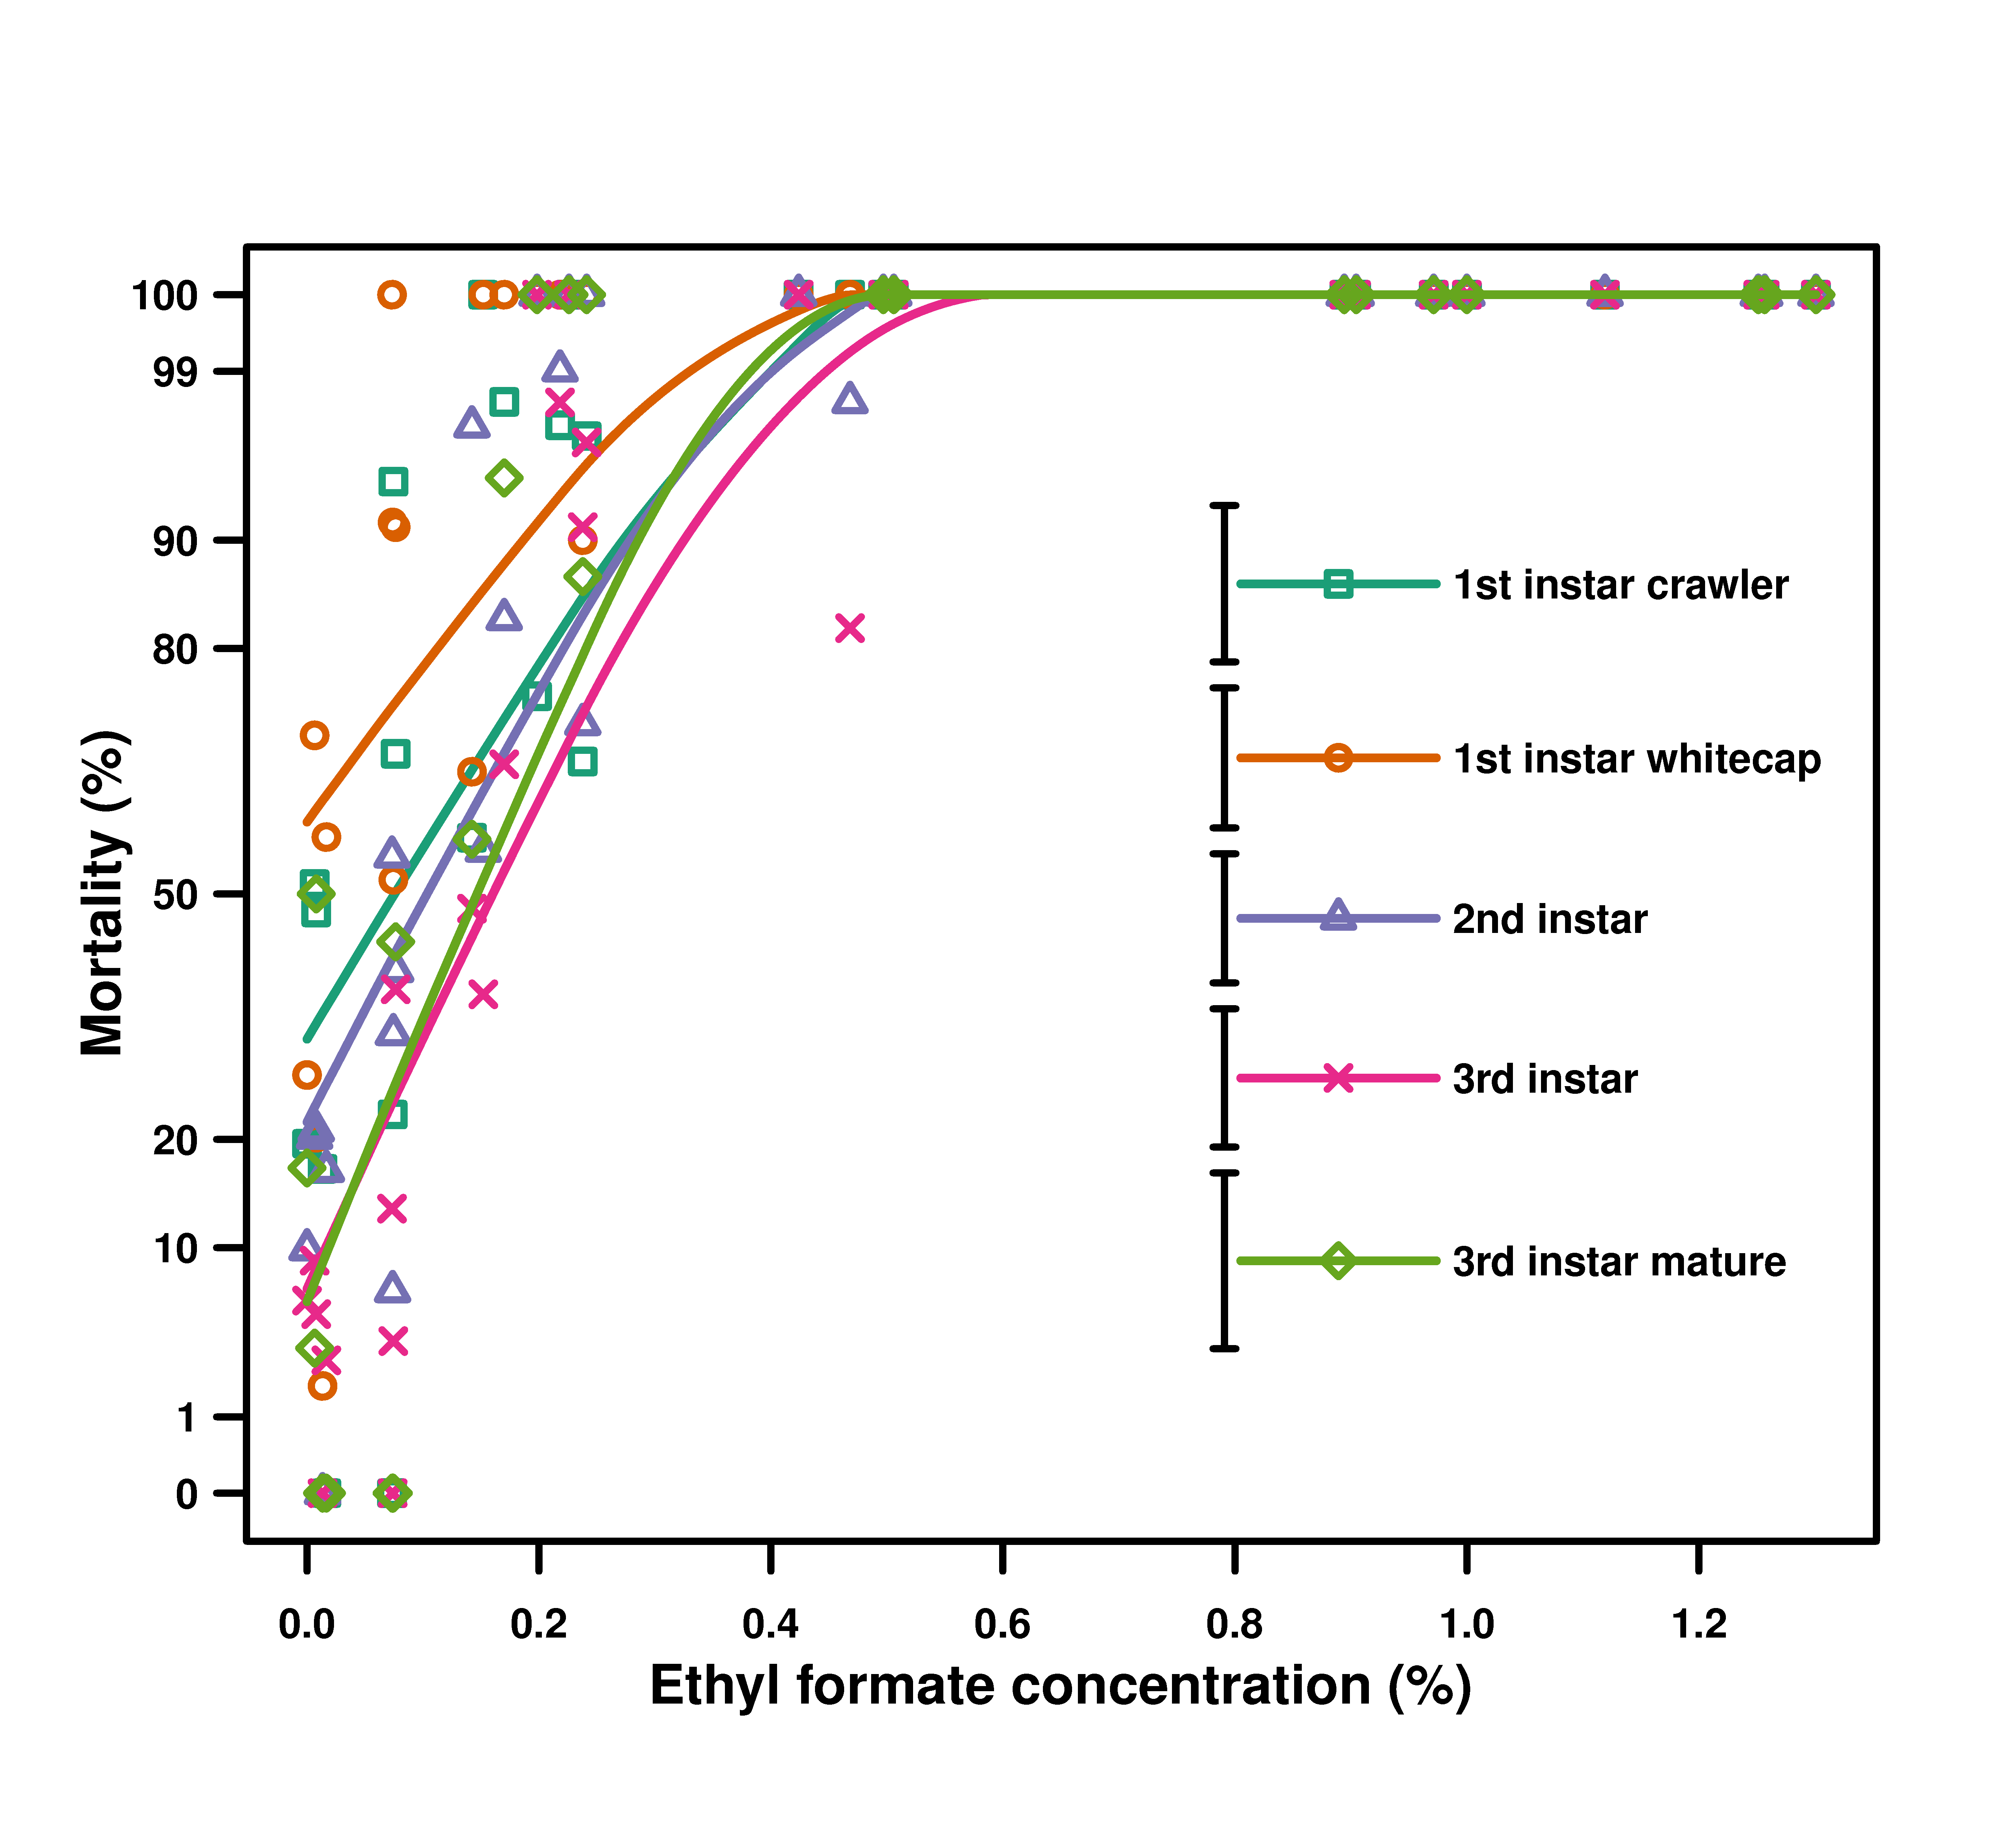 100
99
90
80
50
20
10
1
0
Mortality (%)
1st instar crawler
1st instar whitecap
2nd instar
3rd instar
3rd instar mature
0.0 0.2 0.4 0.6 0.8 1.0 1.2
Ethyl formate concentration (%)